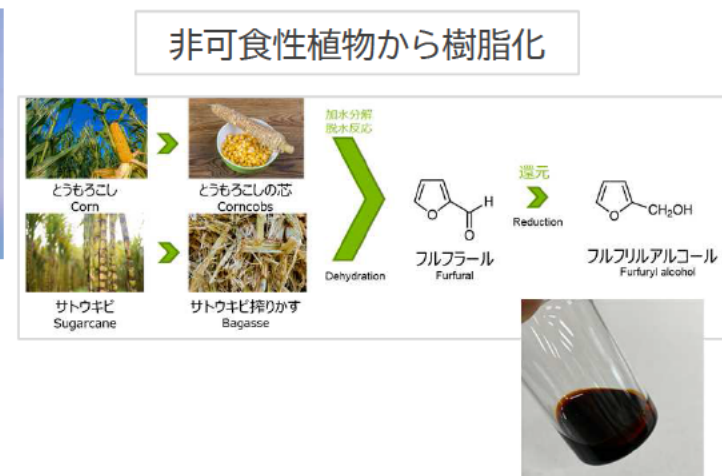 非可食性植物から樹脂化
とうもろこし
Corn
とうもろこしの芯
Corncobs
サトウキビ
Sugarcane
サトウキビ搾りかす
Bagasse
加水分解
脱水反応
Dehydration
O
H
O
フルフラール
Furfural
還元
Reduction
O
CH₂OH
フルフリルアルコール
Furfuryl alcohol